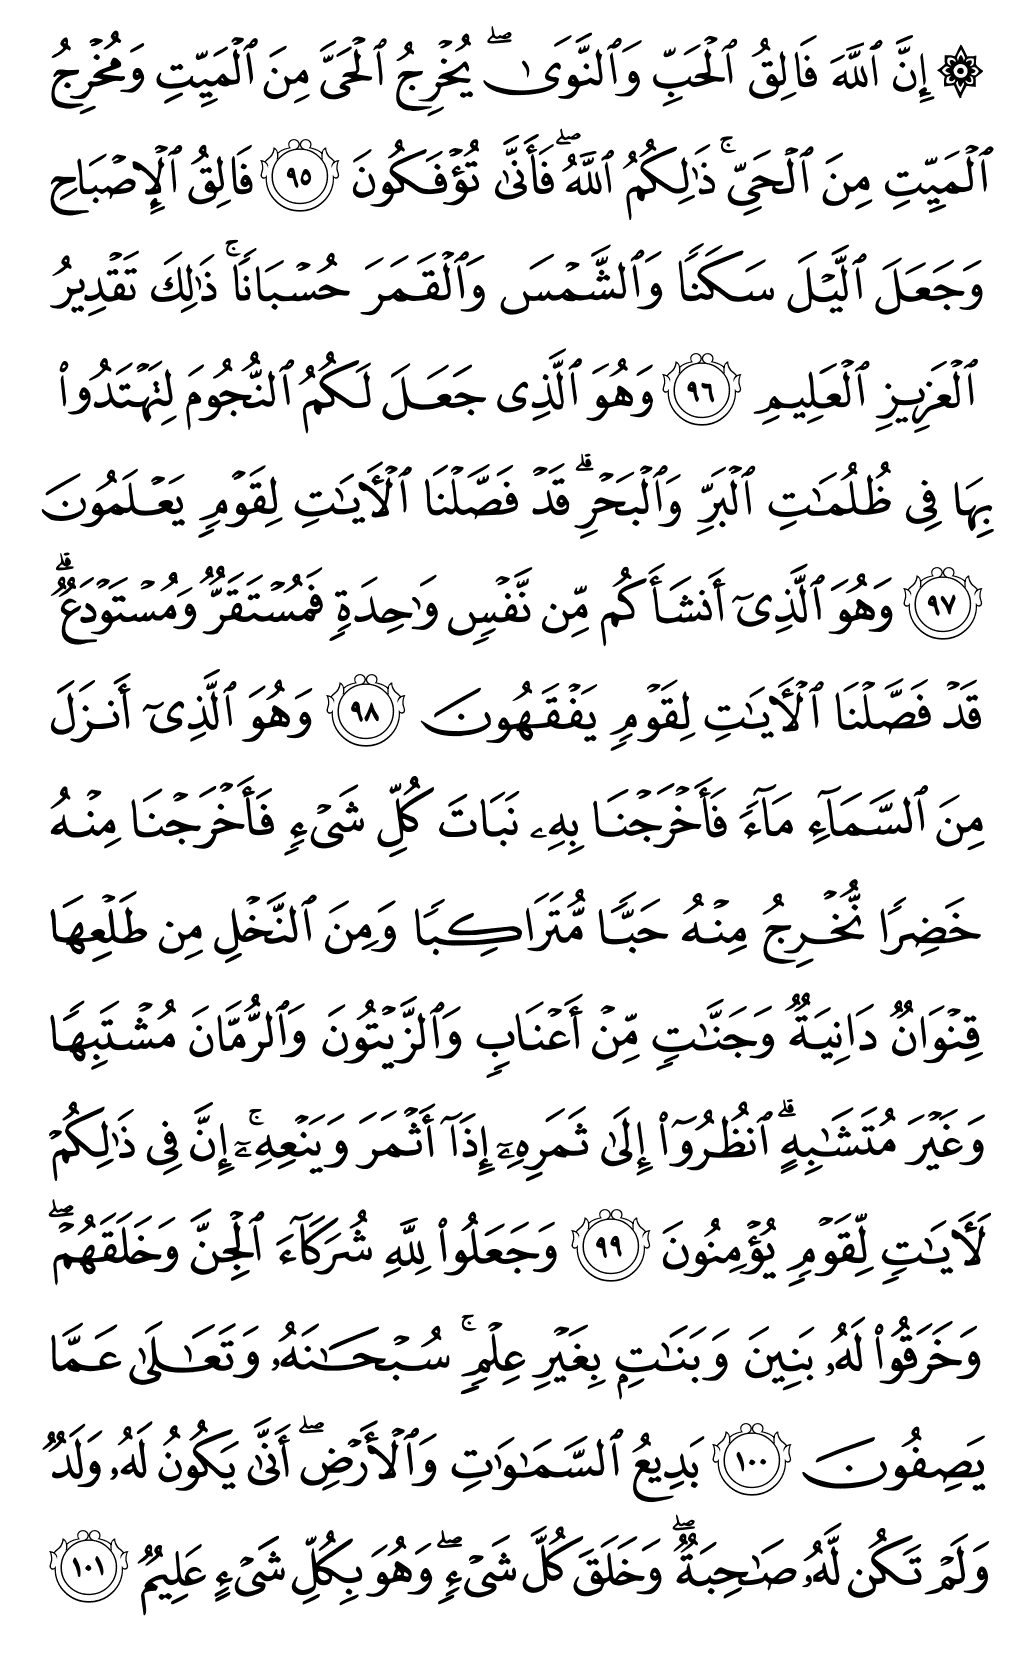 ۞ إِنَّ ٱللَّهَ فَالِقُ ٱلْحَبِّ وَٱلنَّوَىٰ ۖ يُخْرِجُ ٱلْحَىَّ مِنَ ٱلْمَيِّتِ وَمُخْرِجُ
ٱلْمَيِّتِ مِنَ ٱلْحَىِّ ۚ ذَٰلِكُمُ ٱللَّهُ ۖ فَأَنَّىٰ تُؤْفَكُونَ ٩٥ فَالِقُ ٱلْإِصْبَاحِ
وَجَعَلَ ٱلَّيْلَ سَكَنًا وَٱلشَّمْسَ وَٱلْقَمَرَ حُسْبَانًا ۚ ذَٰلِكَ تَقْدِيرُ
ٱلْعَزِيزِ ٱلْعَلِيمِ ٩٦ وَهُوَ ٱلَّذِى جَعَلَ لَكُمُ ٱلنُّجُومَ لِتَهْتَدُوا۟
بِهَا فِى ظُلُمَـٰتِ ٱلْبَرِّ وَٱلْبَحْرِ ۗ قَدْ فَصَّلْنَا ٱلْـَٔايَـٰتِ لِقَوْمٍ يَعْلَمُونَ
٩٧ وَهُوَ ٱلَّذِىٓ أَنشَأَكُم مِّن نَّفْسٍ وَٰحِدَةٍ فَمُسْتَقَرٌّ وَمُسْتَوْدَعٌ ۗ
قَدْ فَصَّلْنَا ٱلْـَٔايَـٰتِ لِقَوْمٍ يَفْقَهُونَ ٩٨ وَهُوَ ٱلَّذِىٓ أَنزَلَ
مِنَ ٱلسَّمَآءِ مَآءً فَأَخْرَجْنَا بِهِۦ نَبَاتَ كُلِّ شَىْءٍ فَأَخْرَجْنَا مِنْهُ
خَضِرًا نُّخْرِجُ مِنْهُ حَبًّا مُّتَرَاكِبًا وَمِنَ ٱلنَّخْلِ مِن طَلْعِهَا
قِنْوَانٌ دَانِيَةٌ وَجَنَّـٰتٍ مِّنْ أَعْنَابٍ وَٱلزَّيْتُونَ وَٱلرُّمَّانَ مُشْتَبِهًا
وَغَيْرَ مُتَشَـٰبِهٍ ۗ ٱنظُرُوٓا۟ إِلَىٰ ثَمَرِهِۦٓ إِذَآ أَثْمَرَ وَيَنْعِهِۦٓ ۚ إِنَّ فِى ذَٰلِكُمْ
لَـَٔايَـٰتٍ لِّقَوْمٍ يُؤْمِنُونَ ٩٩ وَجَعَلُوا۟ لِلَّهِ شُرَكَآءَ ٱلْجِنَّ وَخَلَقَهُمْ ۖ
وَخَرَقُوا۟ لَهُۥ بَنِينَ وَبَنَـٰتٍۭ بِغَيْرِ عِلْمٍ ۚ سُبْحَـٰنَهُۥ وَتَعَـٰلَىٰ عَمَّا
يَصِفُونَ ١٠٠ بَدِيعُ ٱلسَّمَـٰوَٰتِ وَٱلْأَرْضِ ۖ أَنَّىٰ يَكُونُ لَهُۥ وَلَدٌ
وَلَمْ تَكُن لَّهُۥ صَـٰحِبَةٌ ۖ وَخَلَقَ كُلَّ شَىْءٍ ۖ وَهُوَ بِكُلِّ شَىْءٍ عَلِيمٌ ١٠١